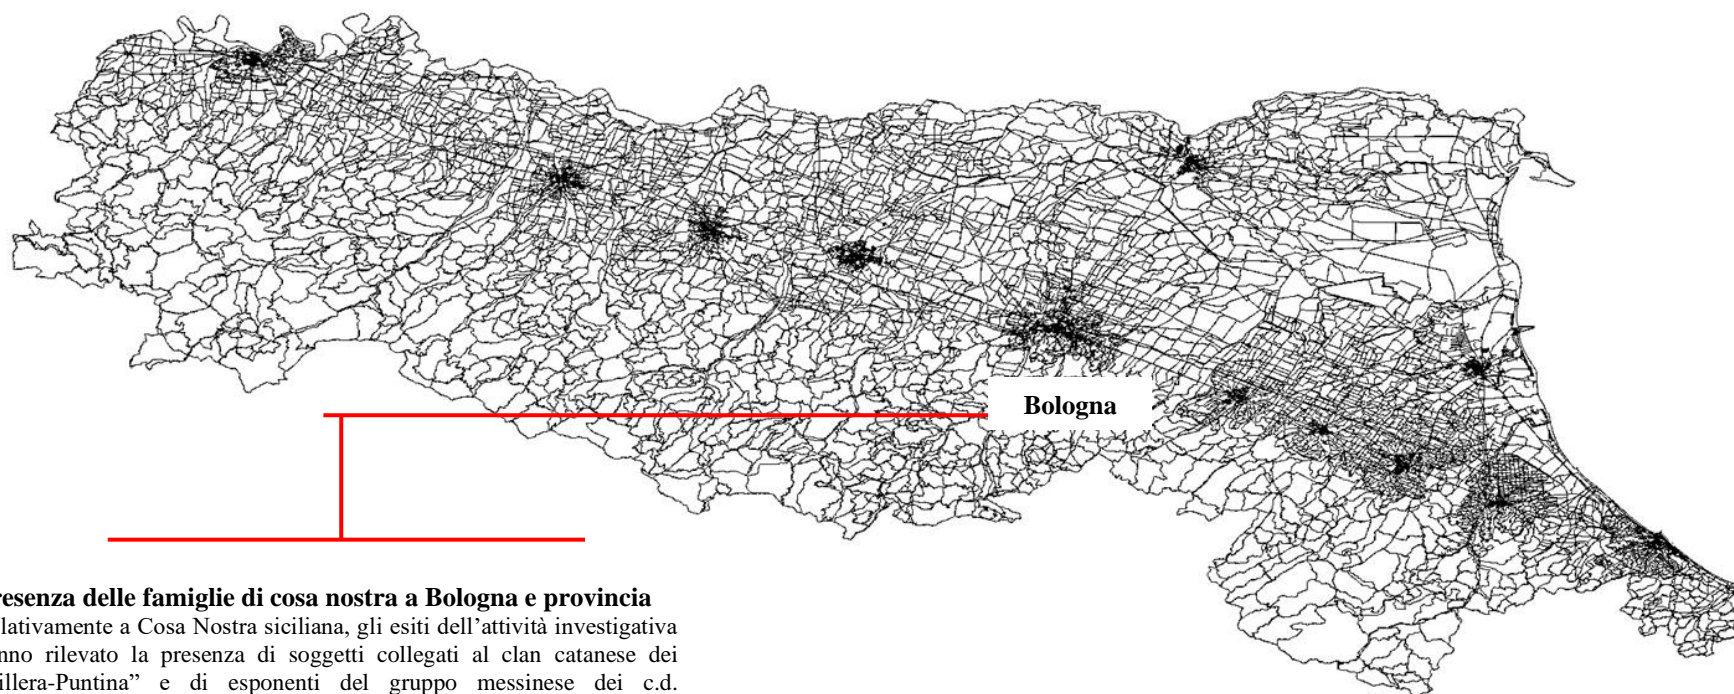 Bologna
resenza delle famiglie di cosa nostra a Bologna e provincia
lativamente a Cosa Nostra siciliana, gli esiti dell’attività investigativa
nno rilevato la presenza di soggetti collegati al clan catanese dei
illera-Puntina” e di esponenti del gruppo messinese dei c.d.